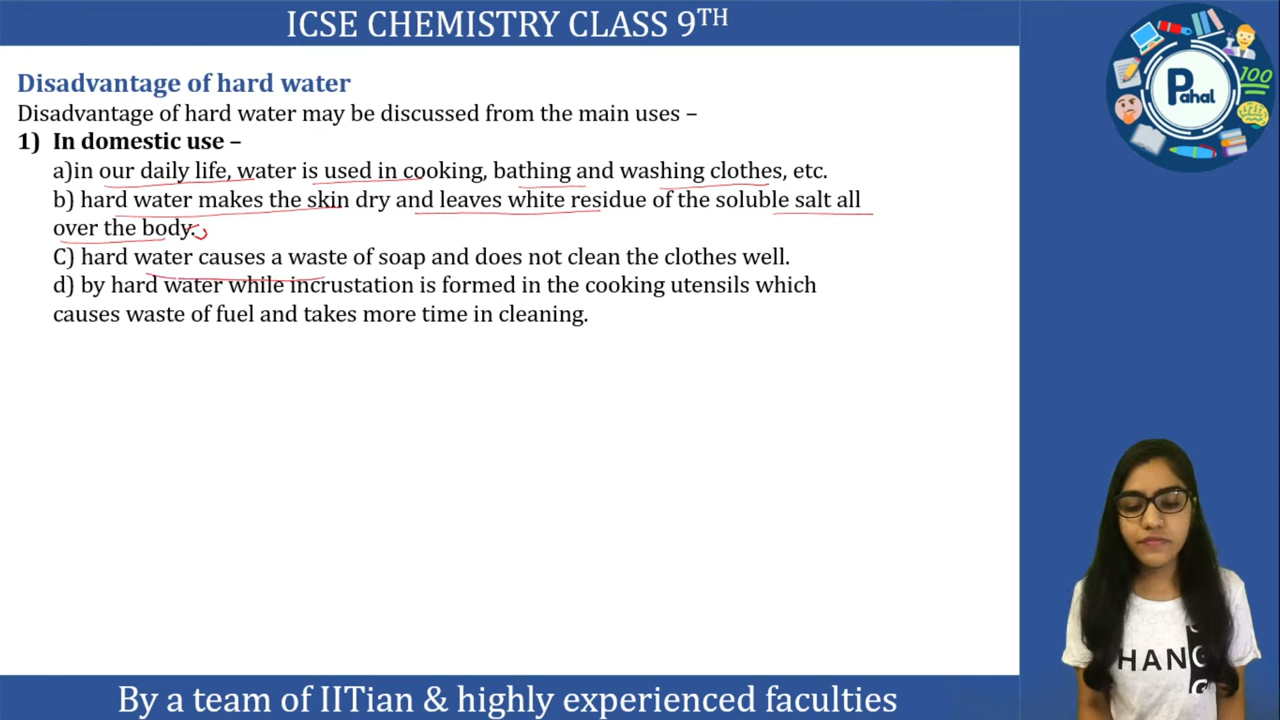 ICSE CHEMISTRY CLASS 9TH
Disadvantage of hard water
Disadvantage of hard water may be discussed from the main uses –
1) In domestic use –
a)in our daily life, water is used in cooking, bathing and washing clothes, etc.
b) hard water makes the skin dry and leaves white residue of the soluble salt all
over the body.
C) hard water causes a waste of soap and does not clean the clothes well.
d) by hard water while incrustation is formed in the cooking utensils which
causes waste of fuel and takes more time in cleaning.
By a team of IITian & highly experienced faculties
Pahal
100
HANG